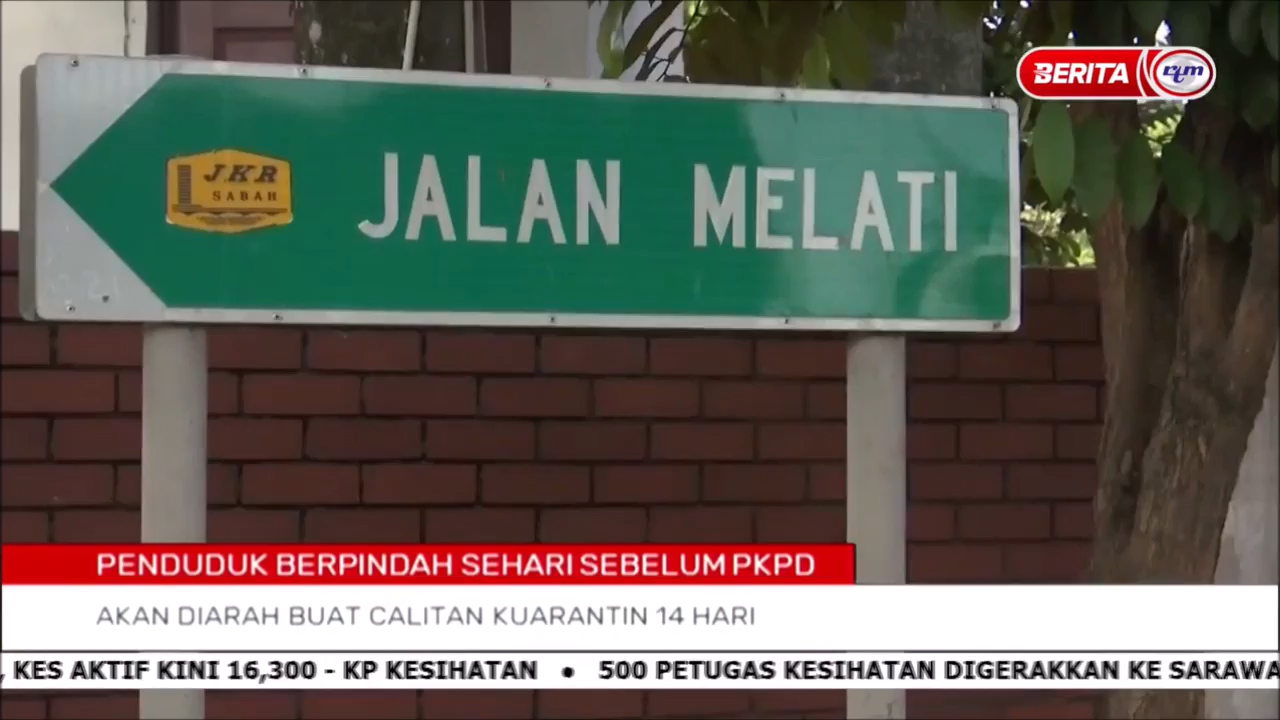 BERITA rtm
JKR
SABAH
JALAN MELATI
PENDUDUK BERPINDAH SEHARI SEBELUM PKPD
AKAN DIARAH BUAT CALITAN KUARANTIN 14 HARI
, KES AKTIF KINI 16,300 - KP KESIHATAN • 500 PETUGAS KESIHATAN DIGERAKKAN KE SARAWA